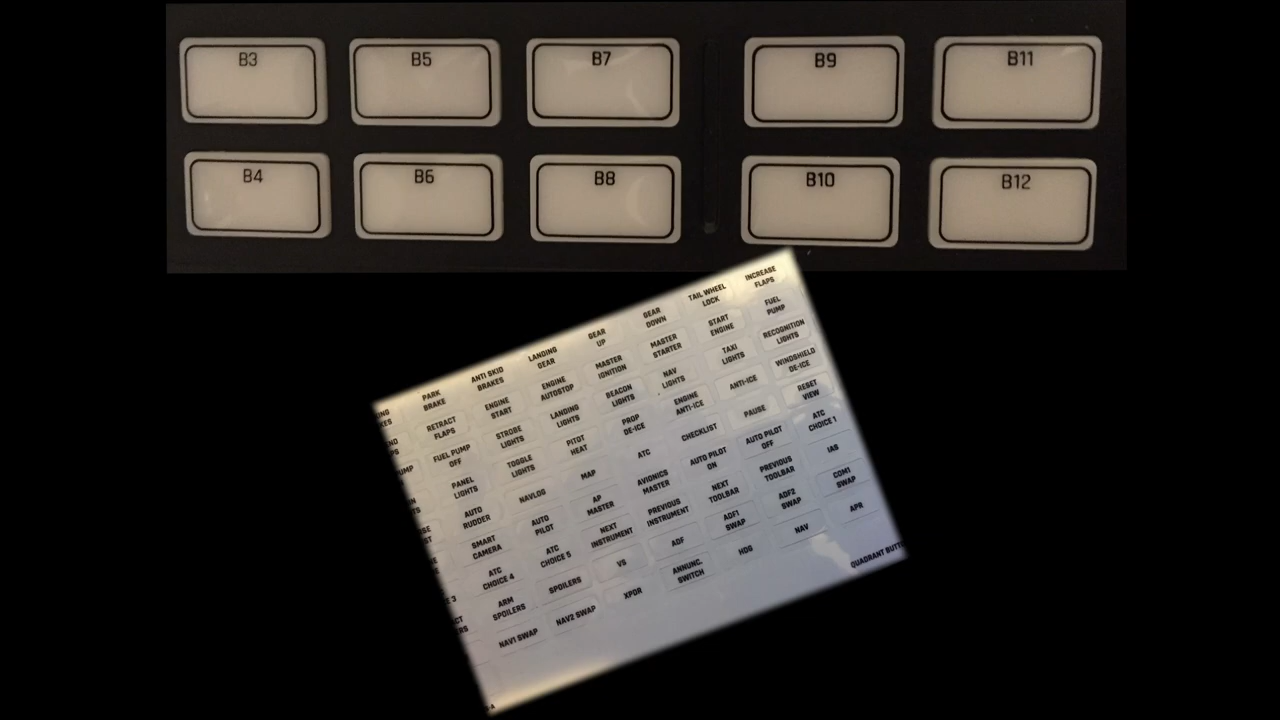 B3
B5
B7
B9
B11
B4
B6
B8
B10
B12
PARK
BRAKE
ANTI SKID
BRAKES
LANDING
GEAR
GEAR
UP
GEAR
DOWN
TAIL WHEEL
LOCK
INCREASE
FLAPS
RETRACT
FLAPS
ENGINE
START
ENGINE
AUTOSTOP
MASTER
IGNITION
MASTER
STARTER
START
ENGINE
FUEL
PUMP
FUEL PUMP
OFF
STROBE
LIGHTS
LANDING
LIGHTS
BEACON
LIGHTS
NAV
LIGHTS
TAXI
LIGHTS
RECOGNITION
LIGHTS
PANEL
LIGHTS
TOGGLE
LIGHTS
PITOT
HEAT
PROP
DE-ICE
ENGINE
ANTI-ICE
ANTI-ICE
WINDSHIELD
DE-ICE
AUTO
RUDDER
NAVLOG
MAP
ATC
CHECKLIST
PAUSE
RESET
VIEW
SMART
CAMERA
AUTO
PILOT
AP
MASTER
AVIONICS
MASTER
AUTO PILOT
ON
AUTO PILOT
OFF
ATC
CHOICE 1
ATC
CHOICE 4
ATC
CHOICE 5
NEXT
INSTRUMENT
PREVIOUS
INSTRUMENT
NEXT
TOOLBAR
PREVIOUS
TOOLBAR
IAS
ARM
SPOILERS
SPOILERS
VS
ADF
ADF1
SWAP
ADF2
SWAP
COM1
SWAP
NAV1 SWAP
NAV2 SWAP
XPDR
ANNUNC.
SWITCH
HDG
NAV
APR
QUADRANT BUTT